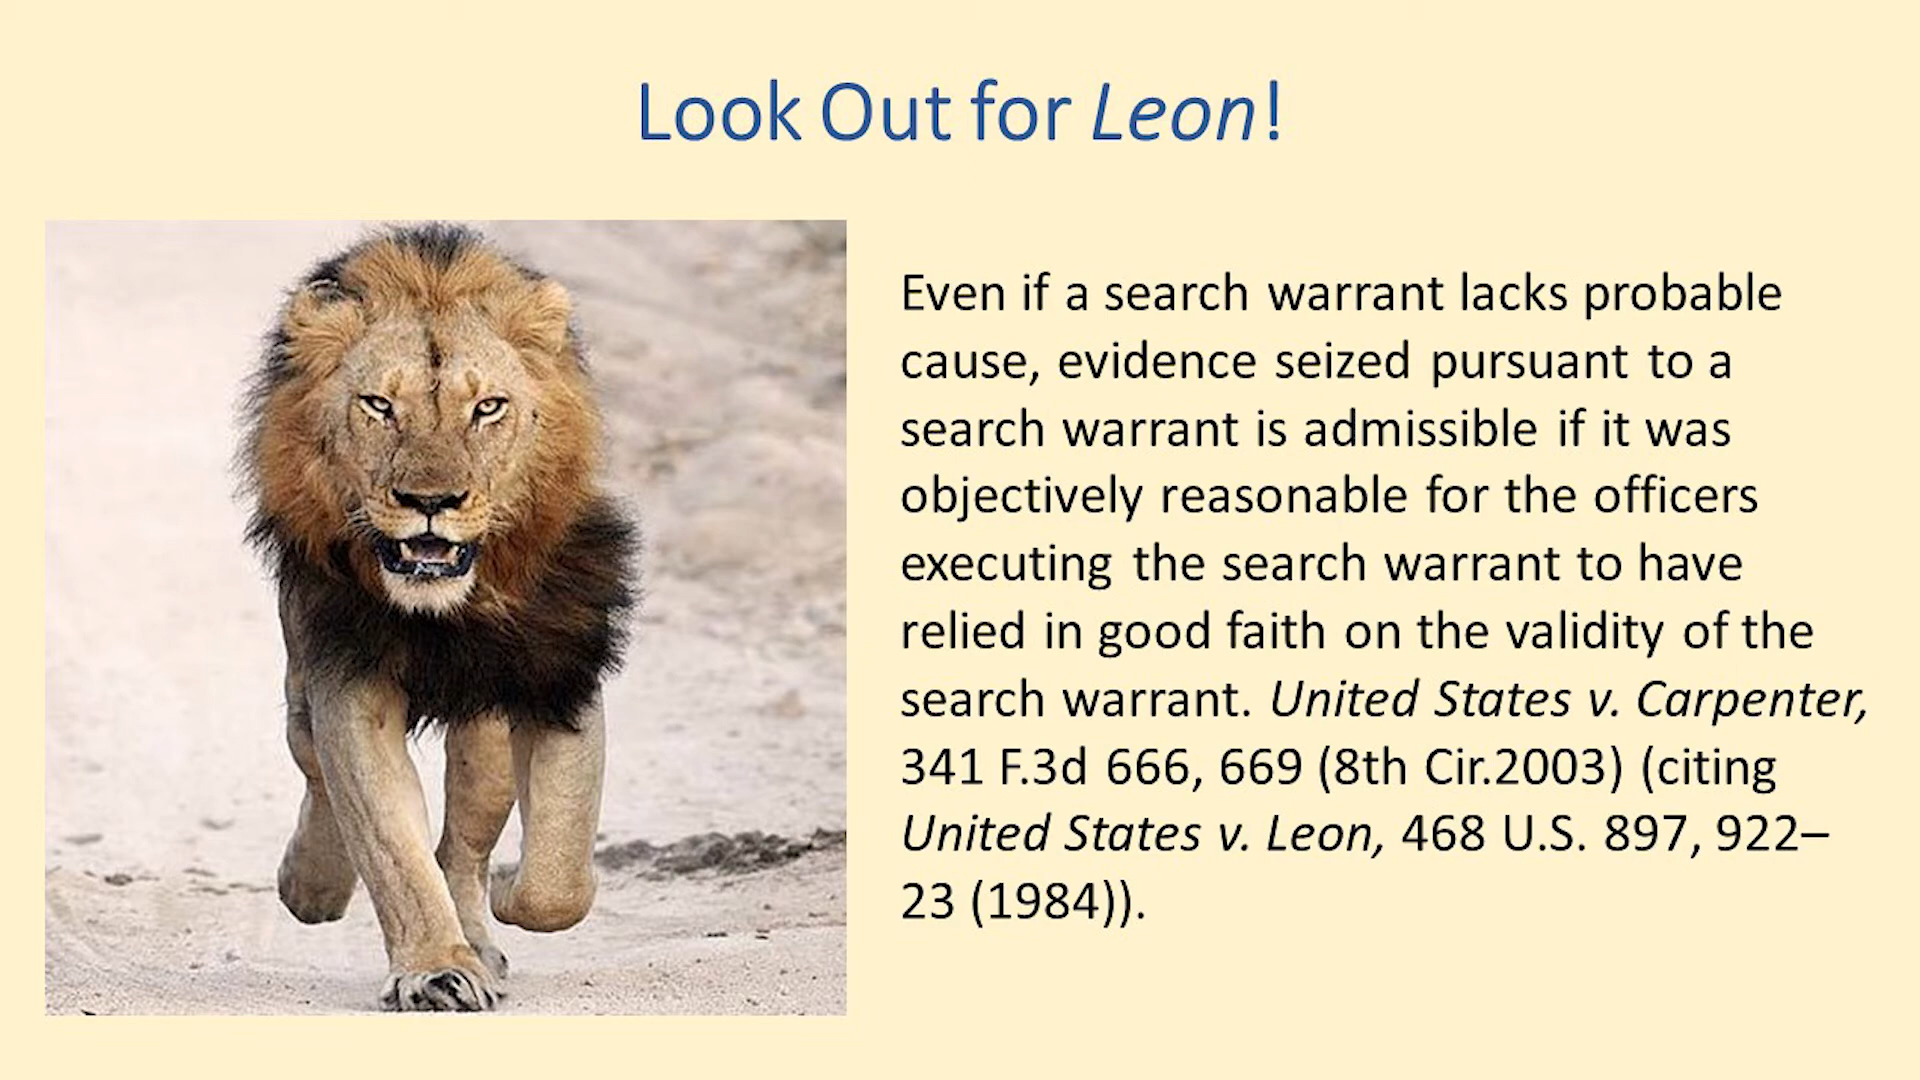 Look Out for Leon!
Even if a search warrant lacks probable
cause, evidence seized pursuant to a
search warrant is admissible if it was
objectively reasonable for the officers
executing the search warrant to have
relied in good faith on the validity of the
search warrant. United States v. Carpenter,
341 F.3d 666, 669 (8th Cir.2003) (citing
United States v. Leon, 468 U.S. 897, 922–
23 (1984)).